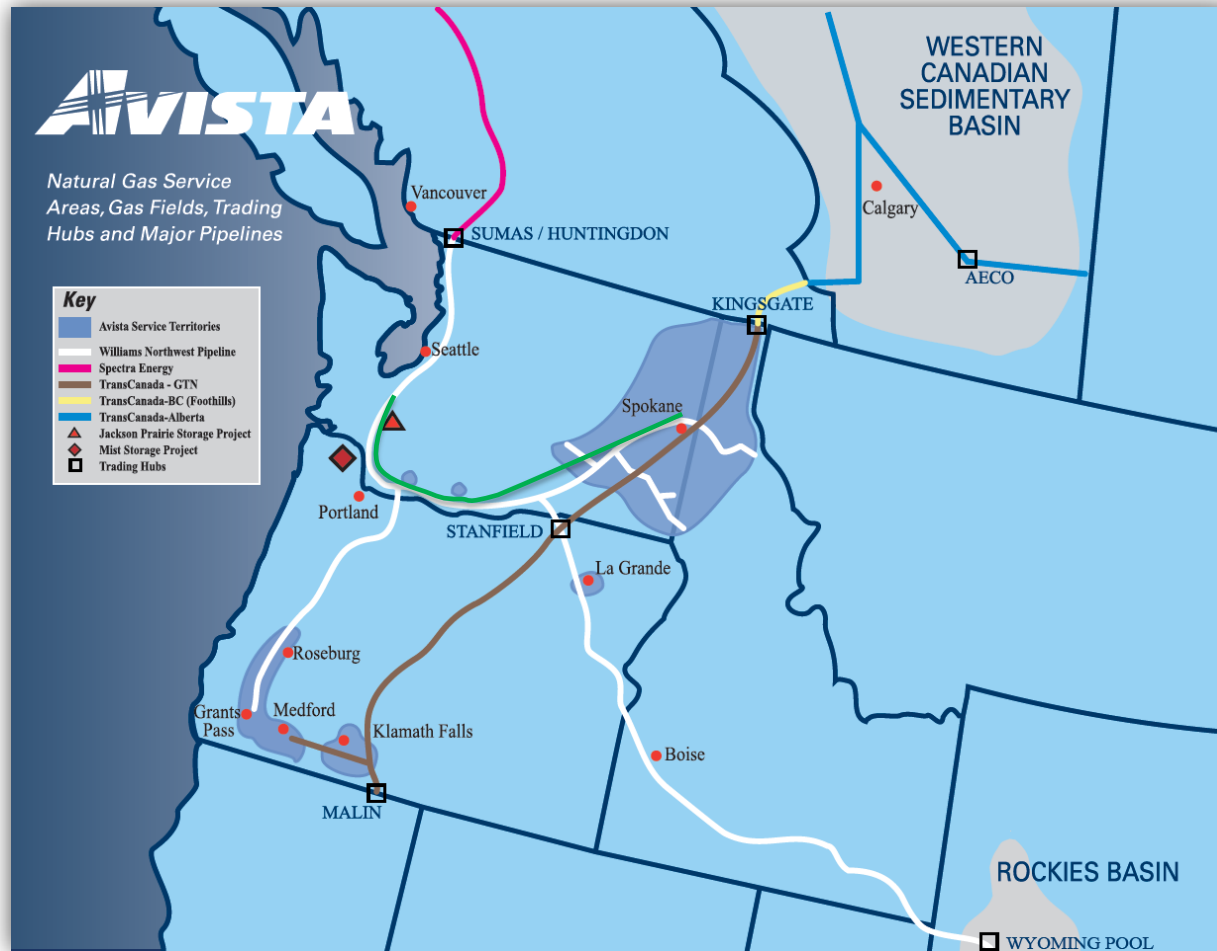 AVISTA
Natural Gas Service
Areas, Gas Fields, Trading
Hubs and Major Pipelines
Key
Avista Service Territories
Williams Northwest Pipeline
Spectra Energy
TransCanada - GTN
TransCanada-BC (Foothills)
TransCanada-Alberta
Jackson Prairie Storage Project
Mist Storage Project
Trading Hubs
WESTERN
CANADIAN
SEDIMENTARY
BASIN
Vancouver
Calgary
SUMAS / HUNTINGDON
AECO
KINGSGATE
Seattle
Spokane
Portland
STANFIELD
La Grande
Roseburg
Grants
Pass
Medford
Klamath Falls
Boise
MALIN
ROCKIES BASIN
WYOMING POOL